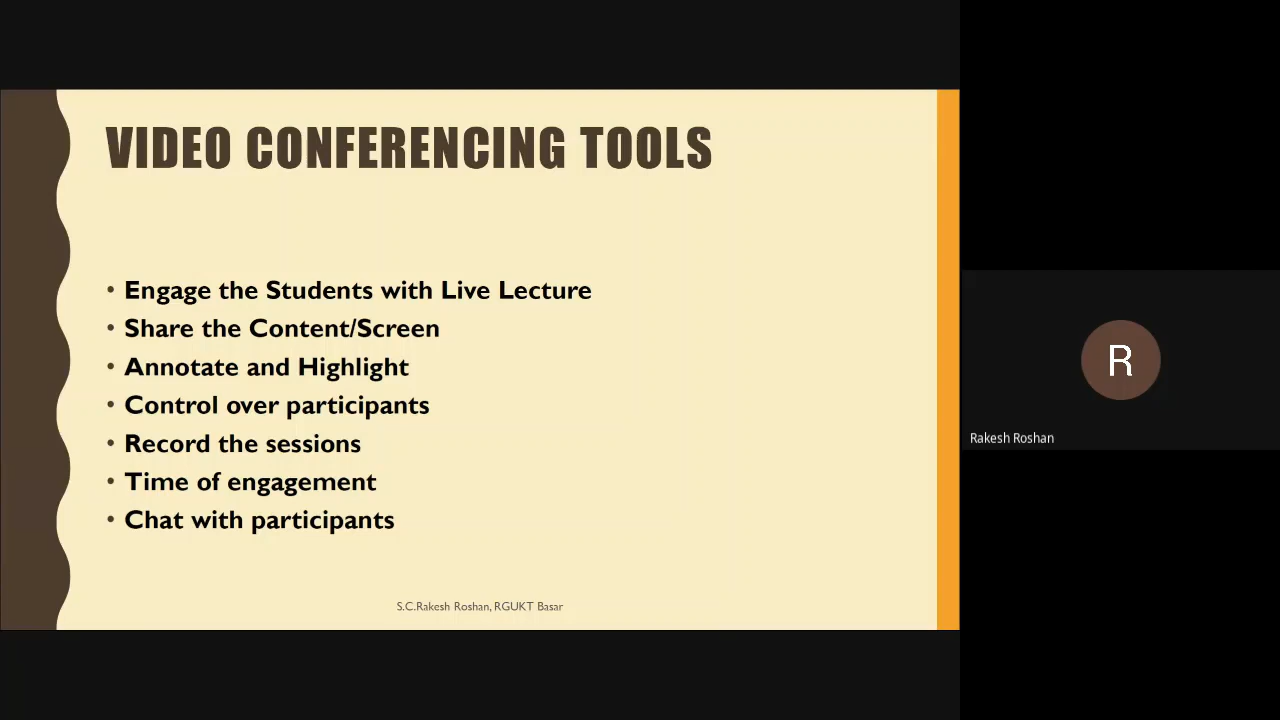 VIDEO CONFERENCING TOOLS
• Engage the Students with Live Lecture
• Share the Content/Screen
• Annotate and Highlight
• Control over participants
• Record the sessions
• Time of engagement
• Chat with participants
S.C.Rakesh Roshan, RGUKT Basar
R
Rakesh Roshan